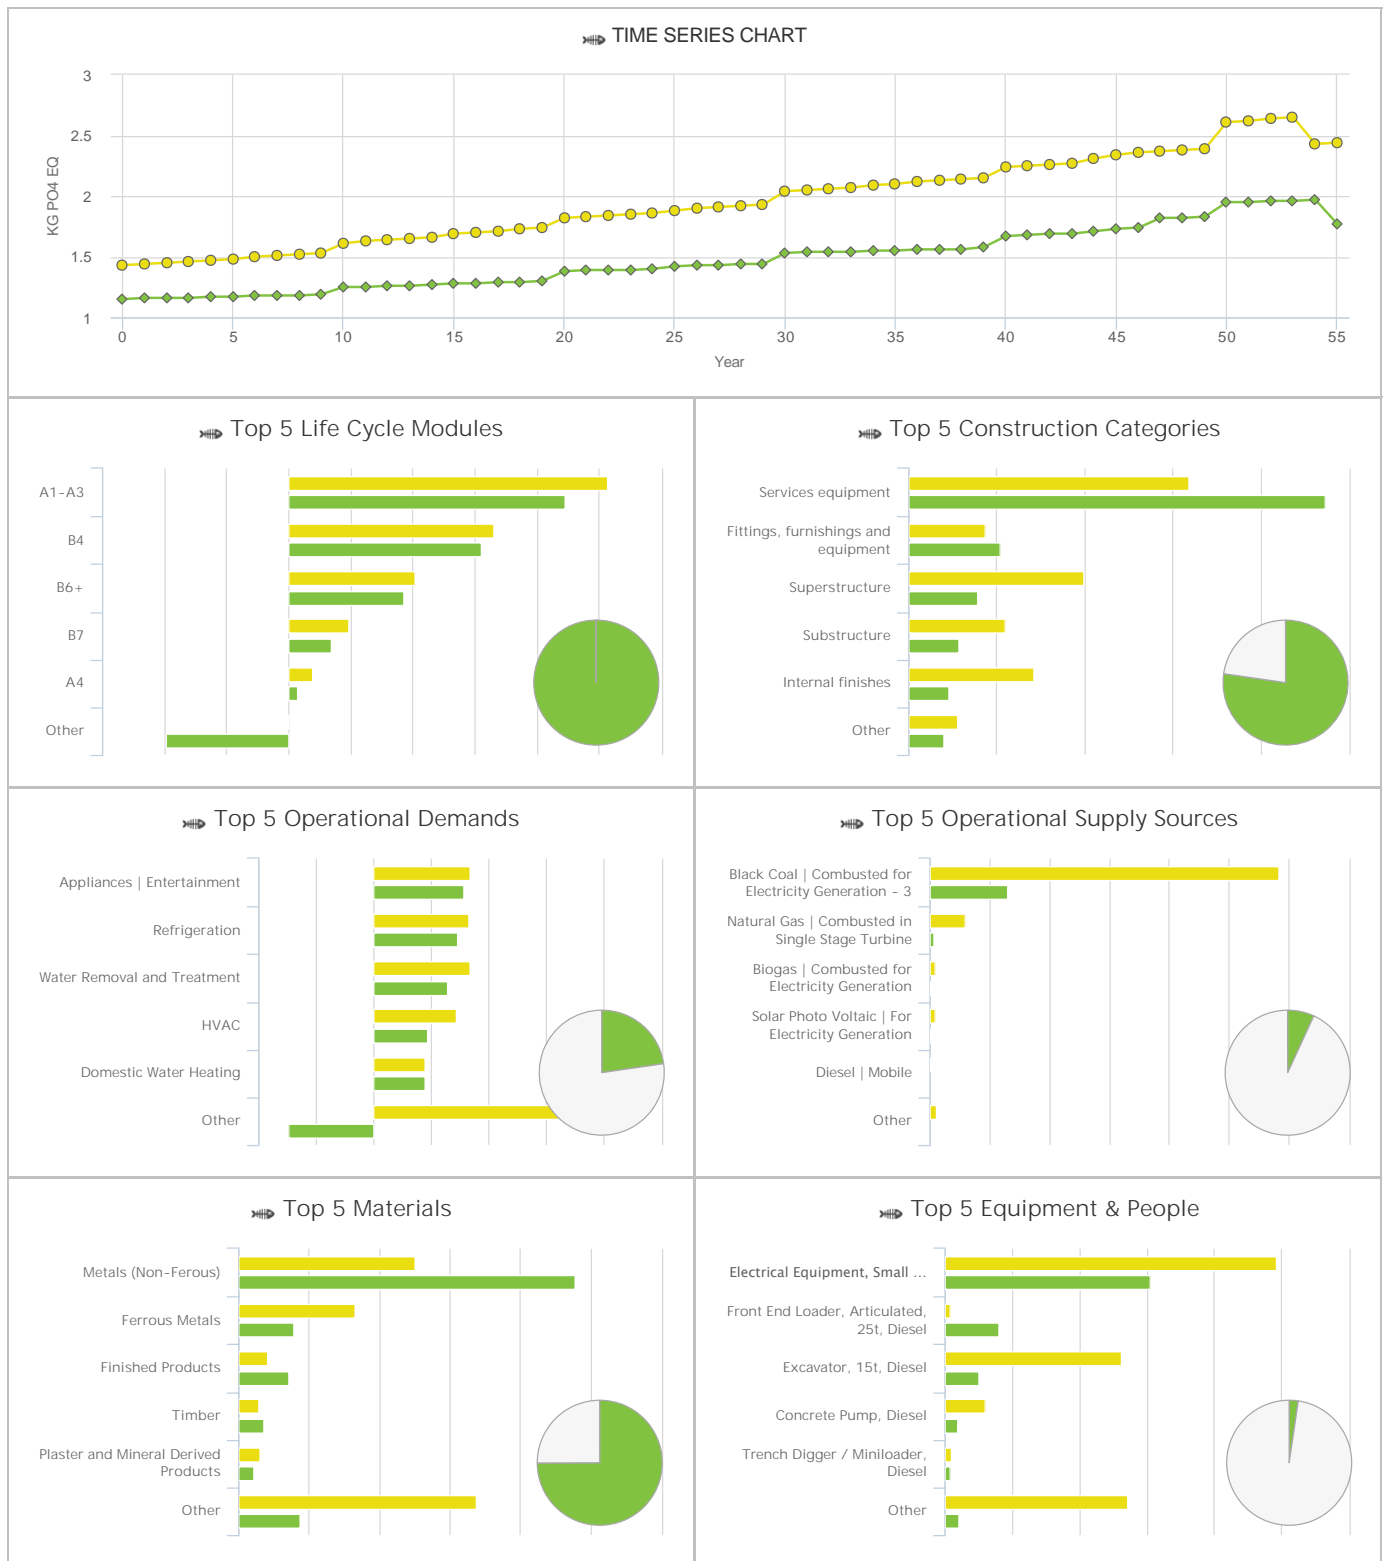 TIME SERIES CHART
3
2.5
2
1.5
1
KG PO4 EQ
0
5
10
15
20
25
30
35
40
45
50
55
Year
Top 5 Life Cycle Modules
A1-A3
B4
B6+
B7
A4
Other
Top 5 Construction Categories
Services equipment
Fittings, furnishings and
equipment
Superstructure
Substructure
Internal finishes
Other
Top 5 Operational Demands
Appliances | Entertainment
Refrigeration
Water Removal and Treatment
HVAC
Domestic Water Heating
Other
Top 5 Operational Supply Sources
Black Coal | Combusted for
Electricity Generation - 3
Natural Gas | Combusted in
Single Stage Turbine
Biogas | Combusted for
Electricity Generation
Solar Photo Voltaic | For
Electricity Generation
Diesel | Mobile
Other
Top 5 Materials
Metals (Non-Ferous)
Ferrous Metals
Finished Products
Timber
Plaster and Mineral Derived
Products
Other
Top 5 Equipment & People
Electrical Equipment, Small ...
Front End Loader, Articulated,
25t, Diesel
Excavator, 15t, Diesel
Concrete Pump, Diesel
Trench Digger / Miniloader,
Diesel
Other